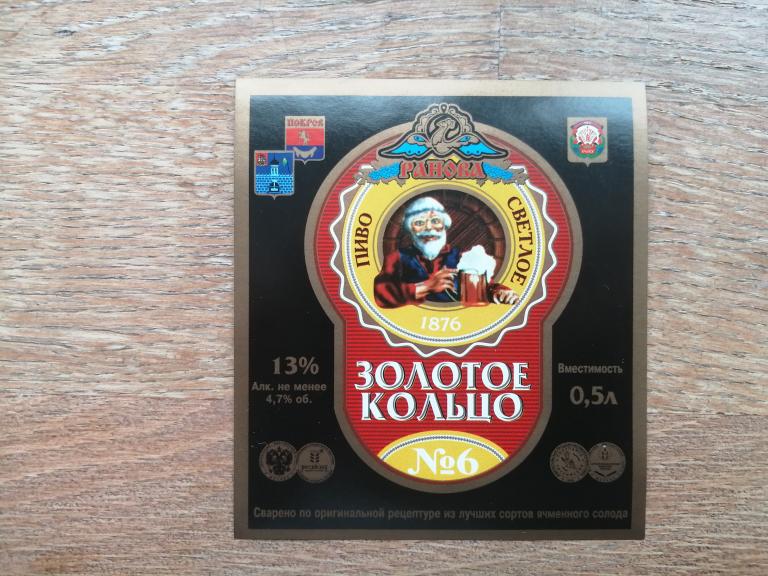 ПОКРОВ
РАНОВА
ПИВО СВЕТЛОЕ
1876
ЗОЛОТОЕ
КОЛЬЦО
№6
13%
Алк. не менее
4,7% об.
Вместимость
0,5л
Сварено по оригинальной рецептуре из лучших сортов ячменного солода